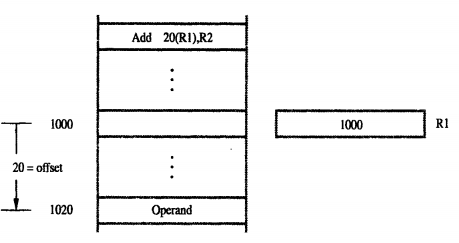 Add 20(R1),R2
1000
1000
R1
20 = offset
1020
Operand